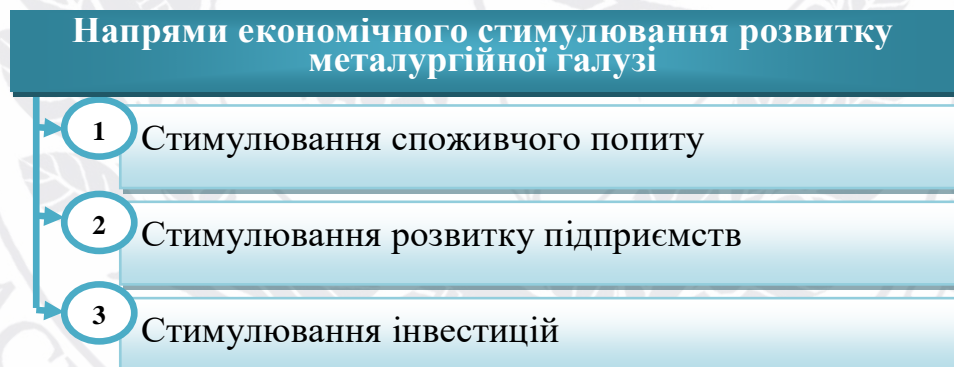 Напрями економічного стимулювання розвитку
металургійної галузі
1
Стимулювання споживчого попиту
2
Стимулювання розвитку підприємств
3
Стимулювання інвестицій